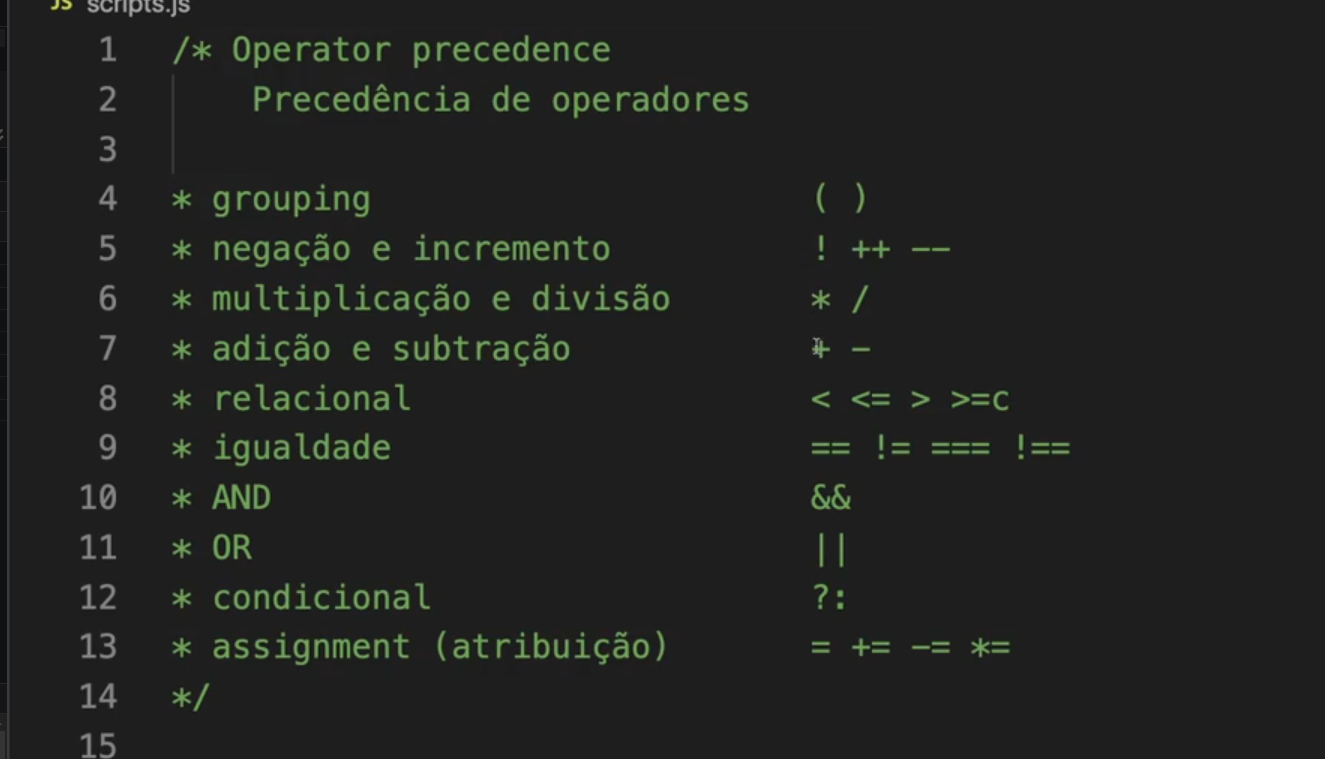 JS scripts.js
1 /* Operator precedence
2 Precedência de operadores
3
4 * grouping ( )
5 * negação e incremento ! ++ --
6 * multiplicação e divisão * /
7 * adição e subtração + -
8 * relacional < <= > >=c
9 * igualdade == != === !==
10 * AND &&
11 * OR ||
12 * condicional ?:
13 * assignment (atribuição) = += -= *=
14 */
15